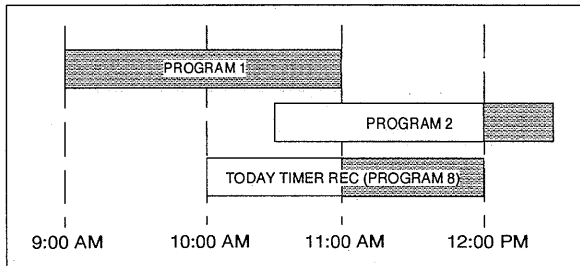 PROGRAM 1
PROGRAM 2
TODAY TIMER REC (PROGRAM 8)
9:00 AM 10:00 AM 11:00 AM 12:00 PM